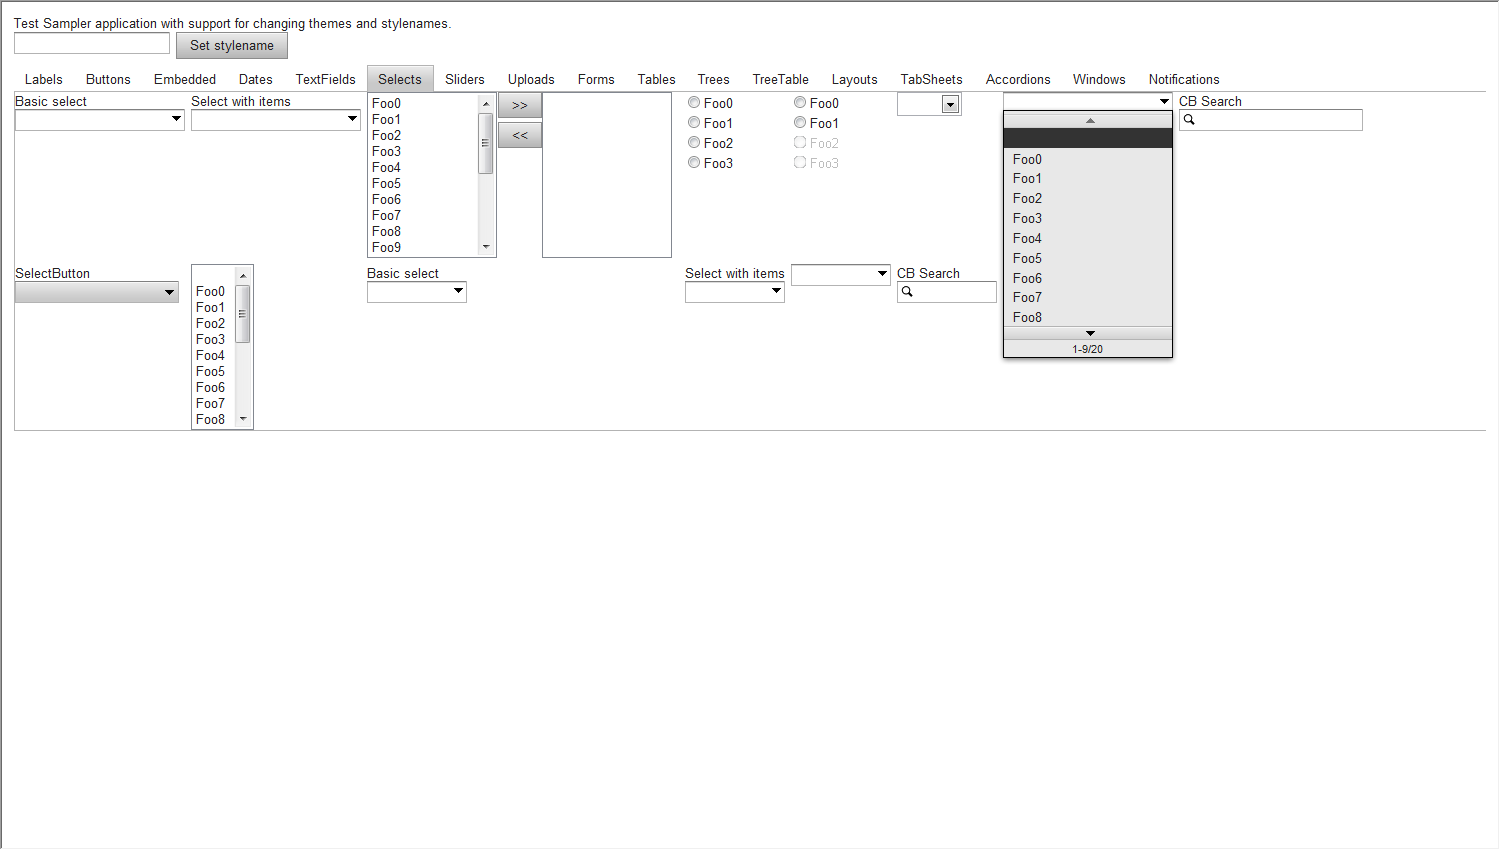 Test Sampler application with support for changing themes and stylenames.
Set stylename
Labels Buttons Embedded Dates TextFields Selects Sliders Uploads Forms Tables Trees TreeTable Layouts TabSheets Accordions Windows Notifications
Basic select
Select with items
Foo0
Foo1
Foo2
Foo3
Foo4
Foo5
Foo6
Foo7
Foo8
Foo9
>>
<<
Foo0
Foo1
Foo2
Foo3
Foo0
Foo1
Foo2
Foo3
Foo0
Foo1
Foo2
Foo3
Foo4
Foo5
Foo6
Foo7
Foo8
1-9/20
CB Search
SelectButton
Foo0
Foo1
Foo2
Foo3
Foo4
Foo5
Foo6
Foo7
Foo8
Basic select
Select with items
CB Search